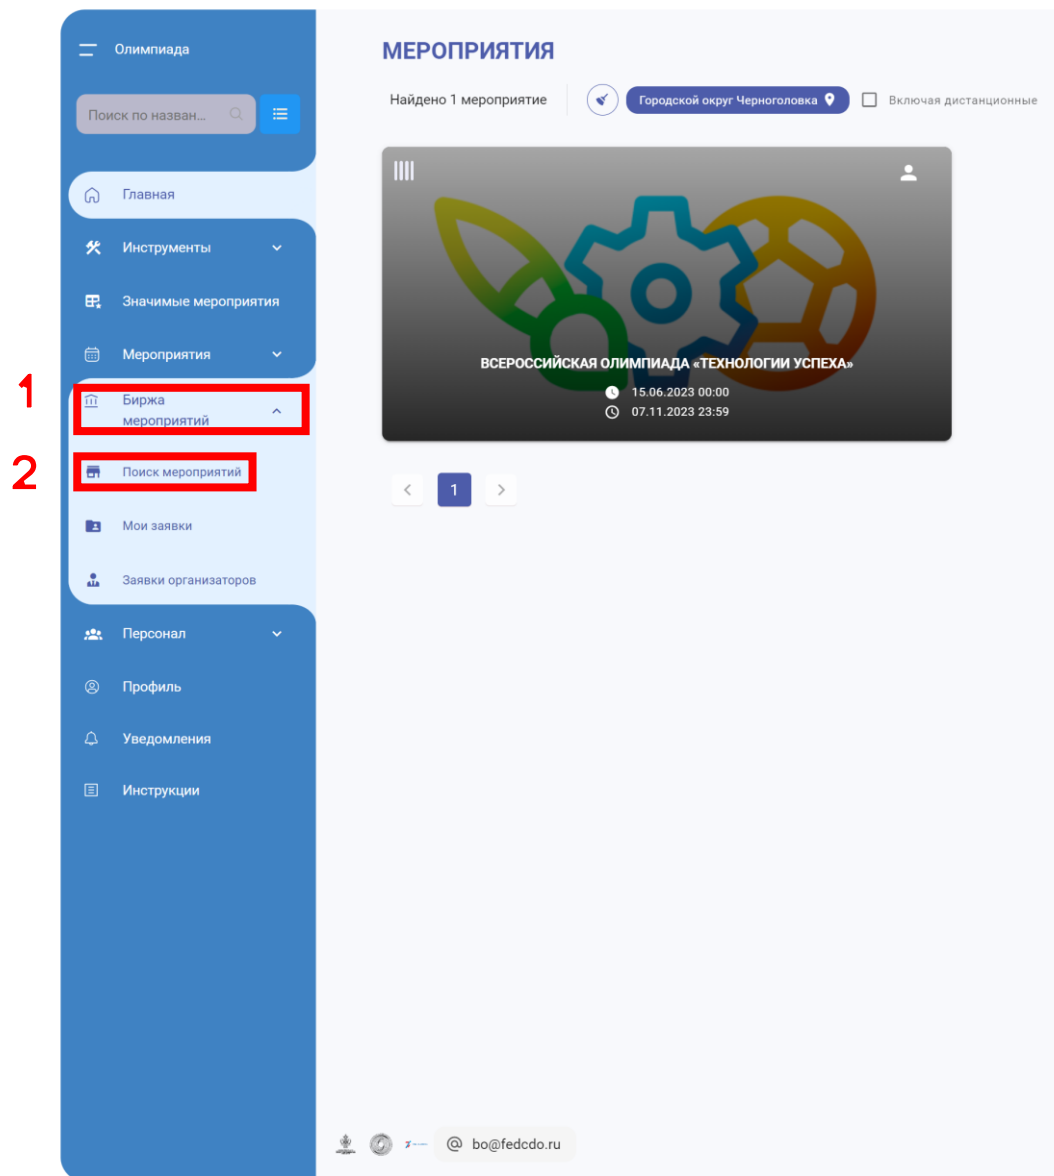 Олимпиада
Поиск по назван...
Главная
Инструменты
Значимые мероприятия
Мероприятия
1
Биржа
мероприятий
2
Поиск мероприятий
Мои заявки
Заявки организаторов
Персонал
Профиль
Уведомления
Инструкции
МЕРОПРИЯТИЯ
Найдено 1 мероприятие
Городской округ Черноголовка
Включая дистанционные
ВСЕРОССИЙСКАЯ ОЛИМПИАДА «ТЕХНОЛОГИИ УСПЕХА»
15.06.2023 00:00
07.11.2023 23:59
< 1 >
@ bo@fedcdo.ru